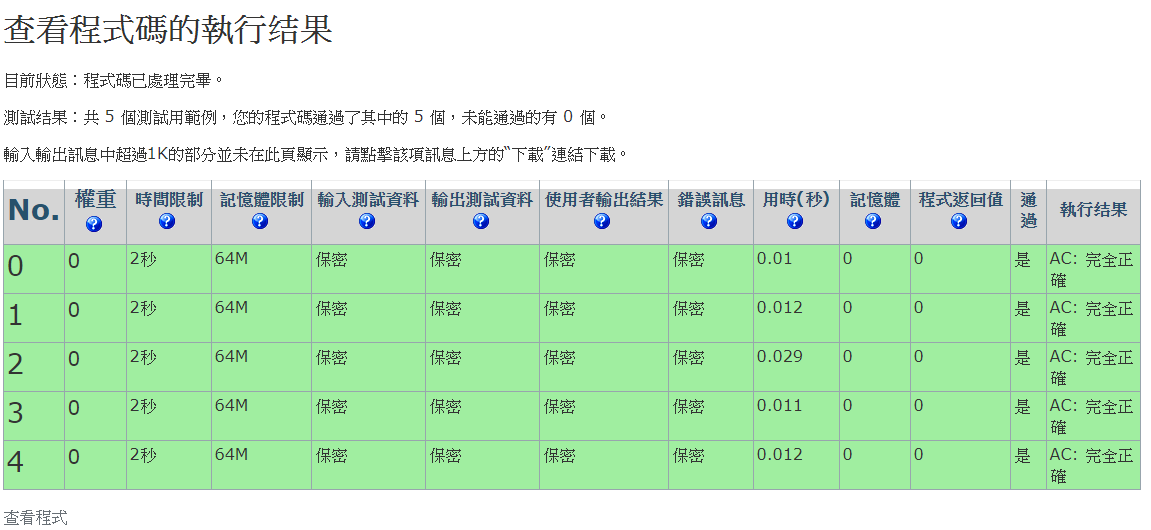 查看程式碼的執行结果
目前狀態：程式碼已處理完畢。
測試结果：共 5 個測試用範例，您的程式碼通過了其中的 5 個，未能通過的有 0 個。
輸入輸出訊息中超過1K的部分並未在此頁顯示，請點擊該項訊息上方的“下載”連結下載。
No. 權重 時間限制 記憶體限制 輸入測試資料 輸出測試資料 使用者輸出結果 錯誤訊息 用時(秒) 記憶體 程式返回值 通過 執行结果
0 0 2秒 64M 保密 保密 保密 保密 0.01 0 0 是 AC: 完全正確
1 0 2秒 64M 保密 保密 保密 保密 0.012 0 0 是 AC: 完全正確
2 0 2秒 64M 保密 保密 保密 保密 0.029 0 0 是 AC: 完全正確
3 0 2秒 64M 保密 保密 保密 保密 0.011 0 0 是 AC: 完全正確
4 0 2秒 64M 保密 保密 保密 保密 0.012 0 0 是 AC: 完全正確
查看程式